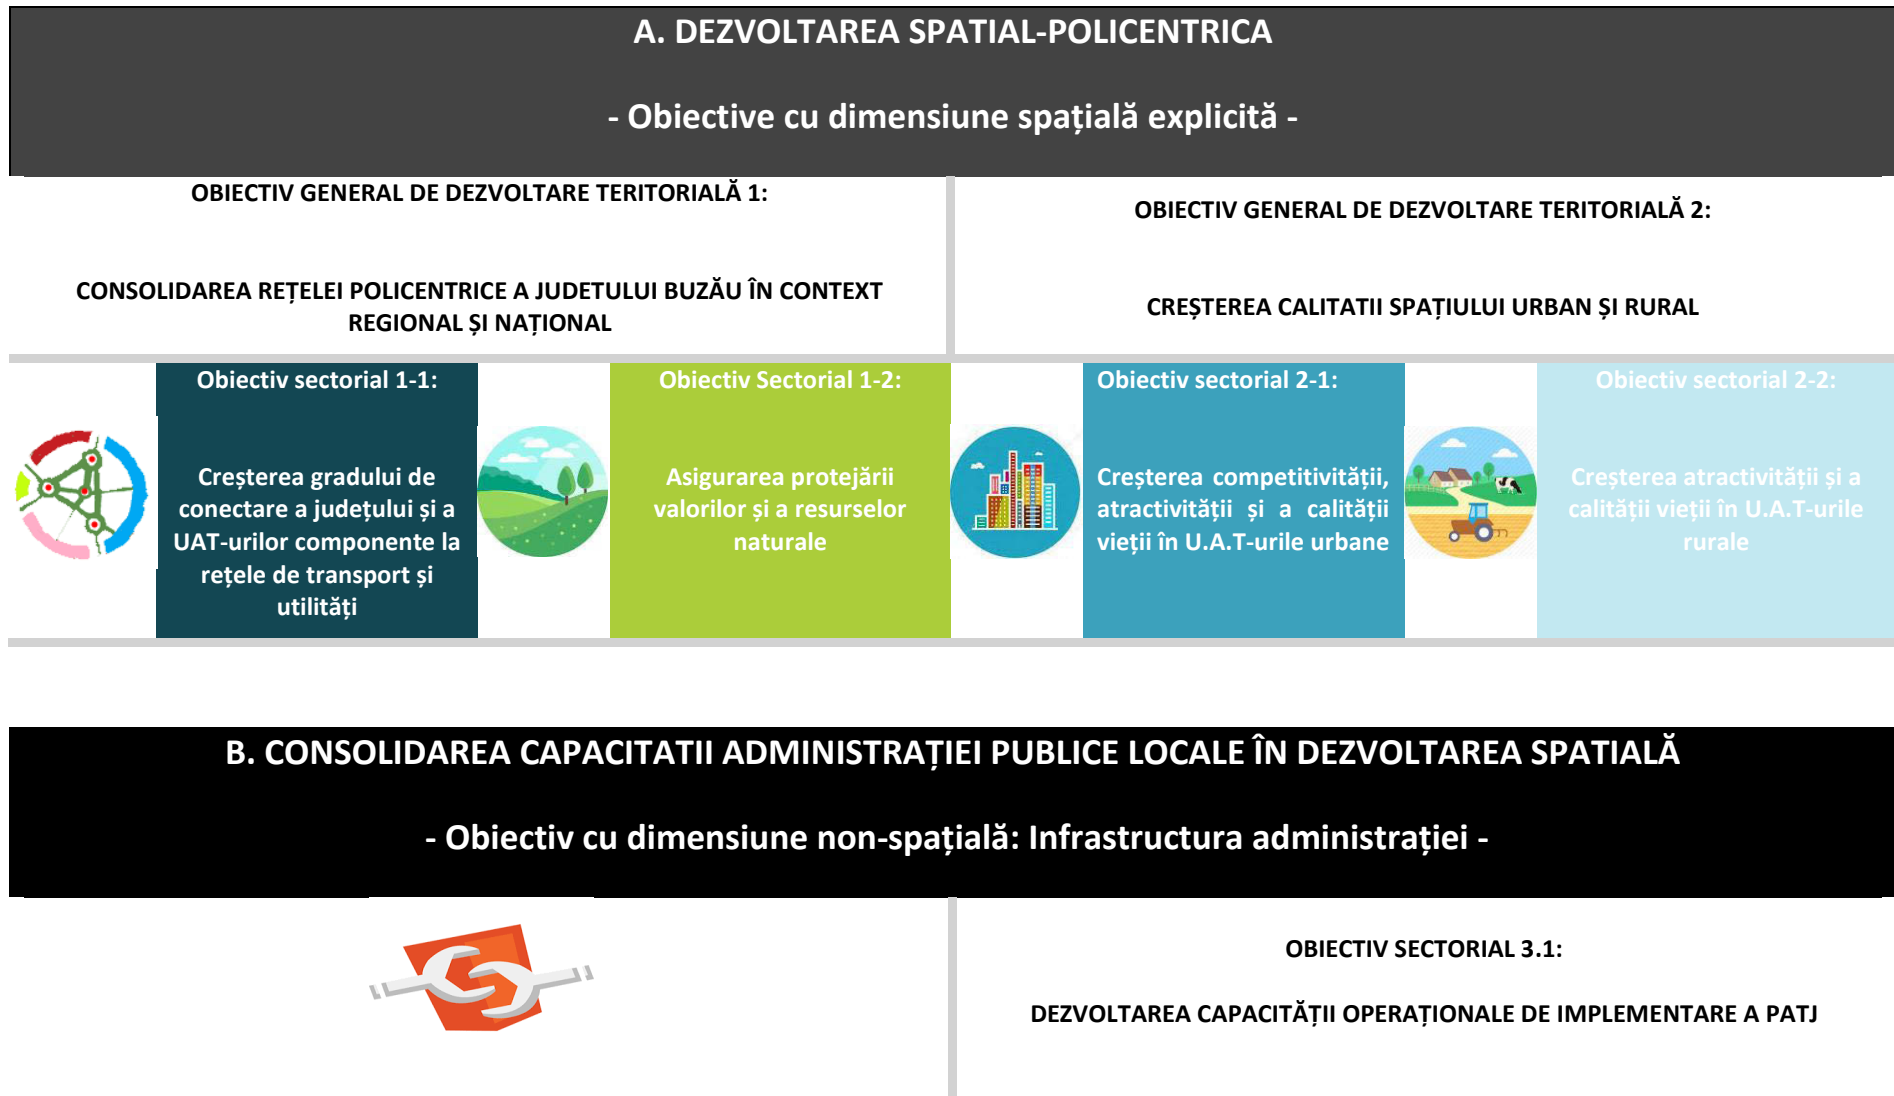 A. DEZVOLTAREA SPATIAL-POLICENTRICA
- Obiective cu dimensiune spațială explicită -
OBIECTIV GENERAL DE DEZVOLTARE TERITORIALĂ 1:
CONSOLIDAREA REȚELEI POLICENTRICE A JUDETULUI BUZĂU ÎN CONTEXT
REGIONAL ȘI NAȚIONAL
OBIECTIV GENERAL DE DEZVOLTARE TERITORIALĂ 2:
CREȘTEREA CALITATII SPAȚIULUI URBAN ȘI RURAL
Obiectiv sectorial 1-1:
Creșterea gradului de
conectare a județului și a
UAT-urilor componente la
rețele de transport și
utilități
Obiectiv Sectorial 1-2:
Asigurarea protejării
valorilor și a resurselor
naturale
Obiectiv sectorial 2-1:
Creșterea competitivității,
atractivității și a calității
vieții în U.A.T-urile urbane
Obiectiv sectorial 2-2:
Creșterea atractivității și a
calității vieții în U.A.T-urile
rurale
B. CONSOLIDAREA CAPACITATII ADMINISTRAȚIEI PUBLICE LOCALE ÎN DEZVOLTAREA SPATIALĂ
- Obiectiv cu dimensiune non-spațială: Infrastructura administrației -
OBIECTIV SECTORIAL 3.1:
DEZVOLTAREA CAPACITĂȚII OPERAȚIONALE DE IMPLEMENTARE A PATJ